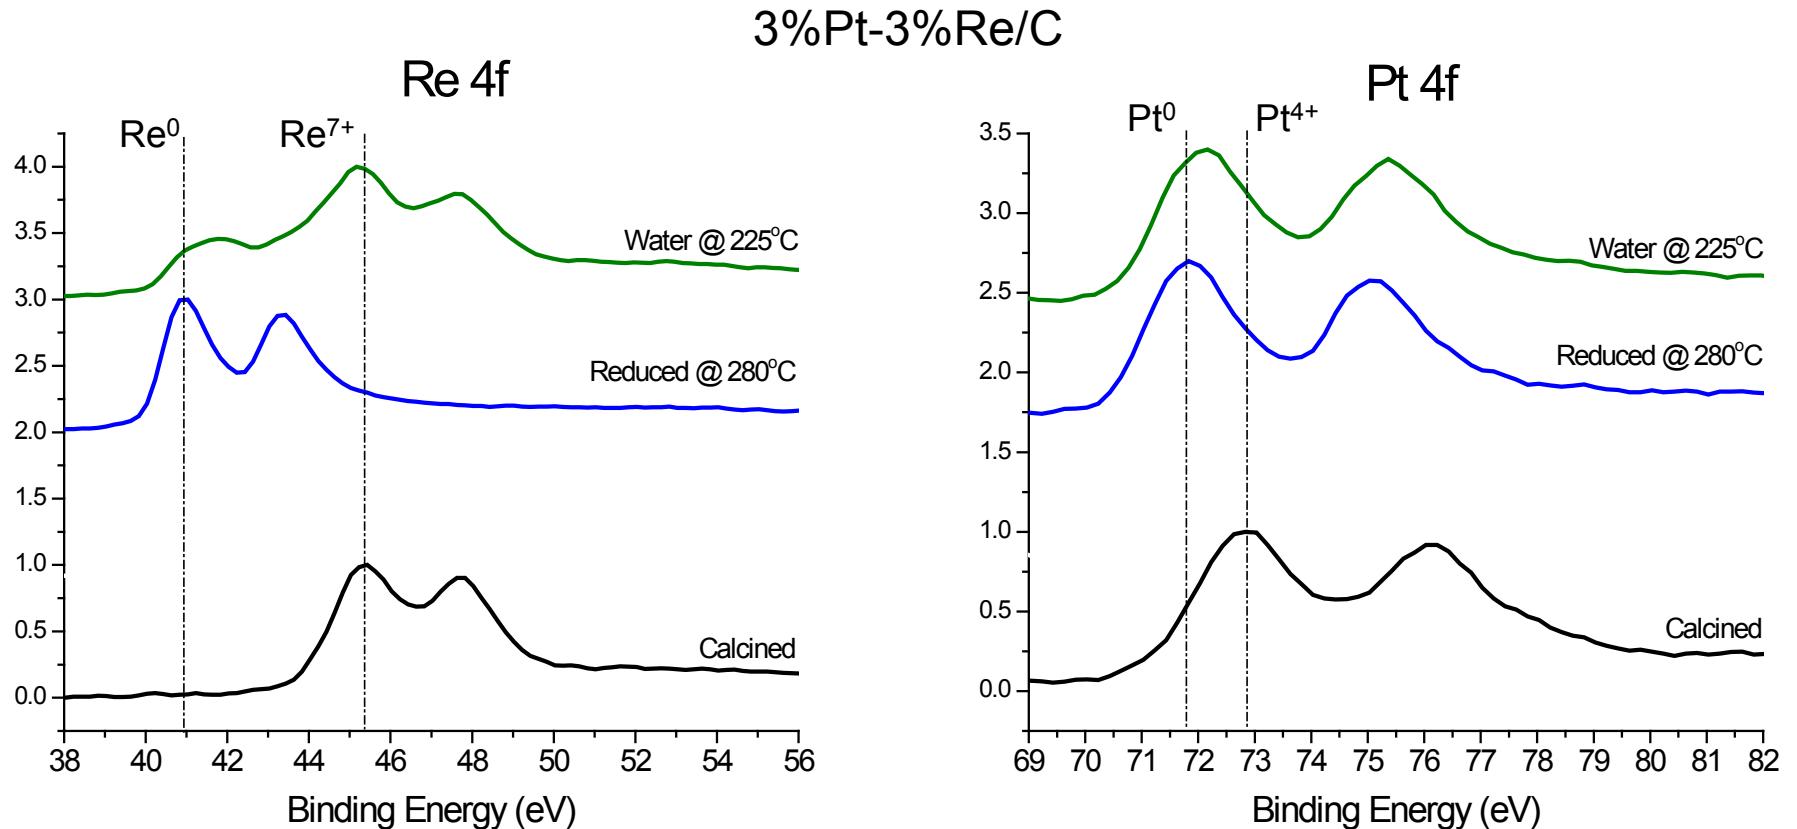 3%Pt-3%Re/C
Re 4f
Re⁰
Re⁷⁺
4.0
3.5
3.0
2.5
2.0
1.5
1.0
0.5
0.0
Water @ 225°C
Reduced @ 280°C
Calcined
38 40 42 44 46 48 50 52 54 56
Binding Energy (eV)
Pt 4f
Pt⁰
Pt⁴⁺
3.5
3.0
2.5
2.0
1.5
1.0
0.5
0.0
Water @ 225°C
Reduced @ 280°C
Calcined
69 70 71 72 73 74 75 76 77 78 79 80 81 82
Binding Energy (eV)